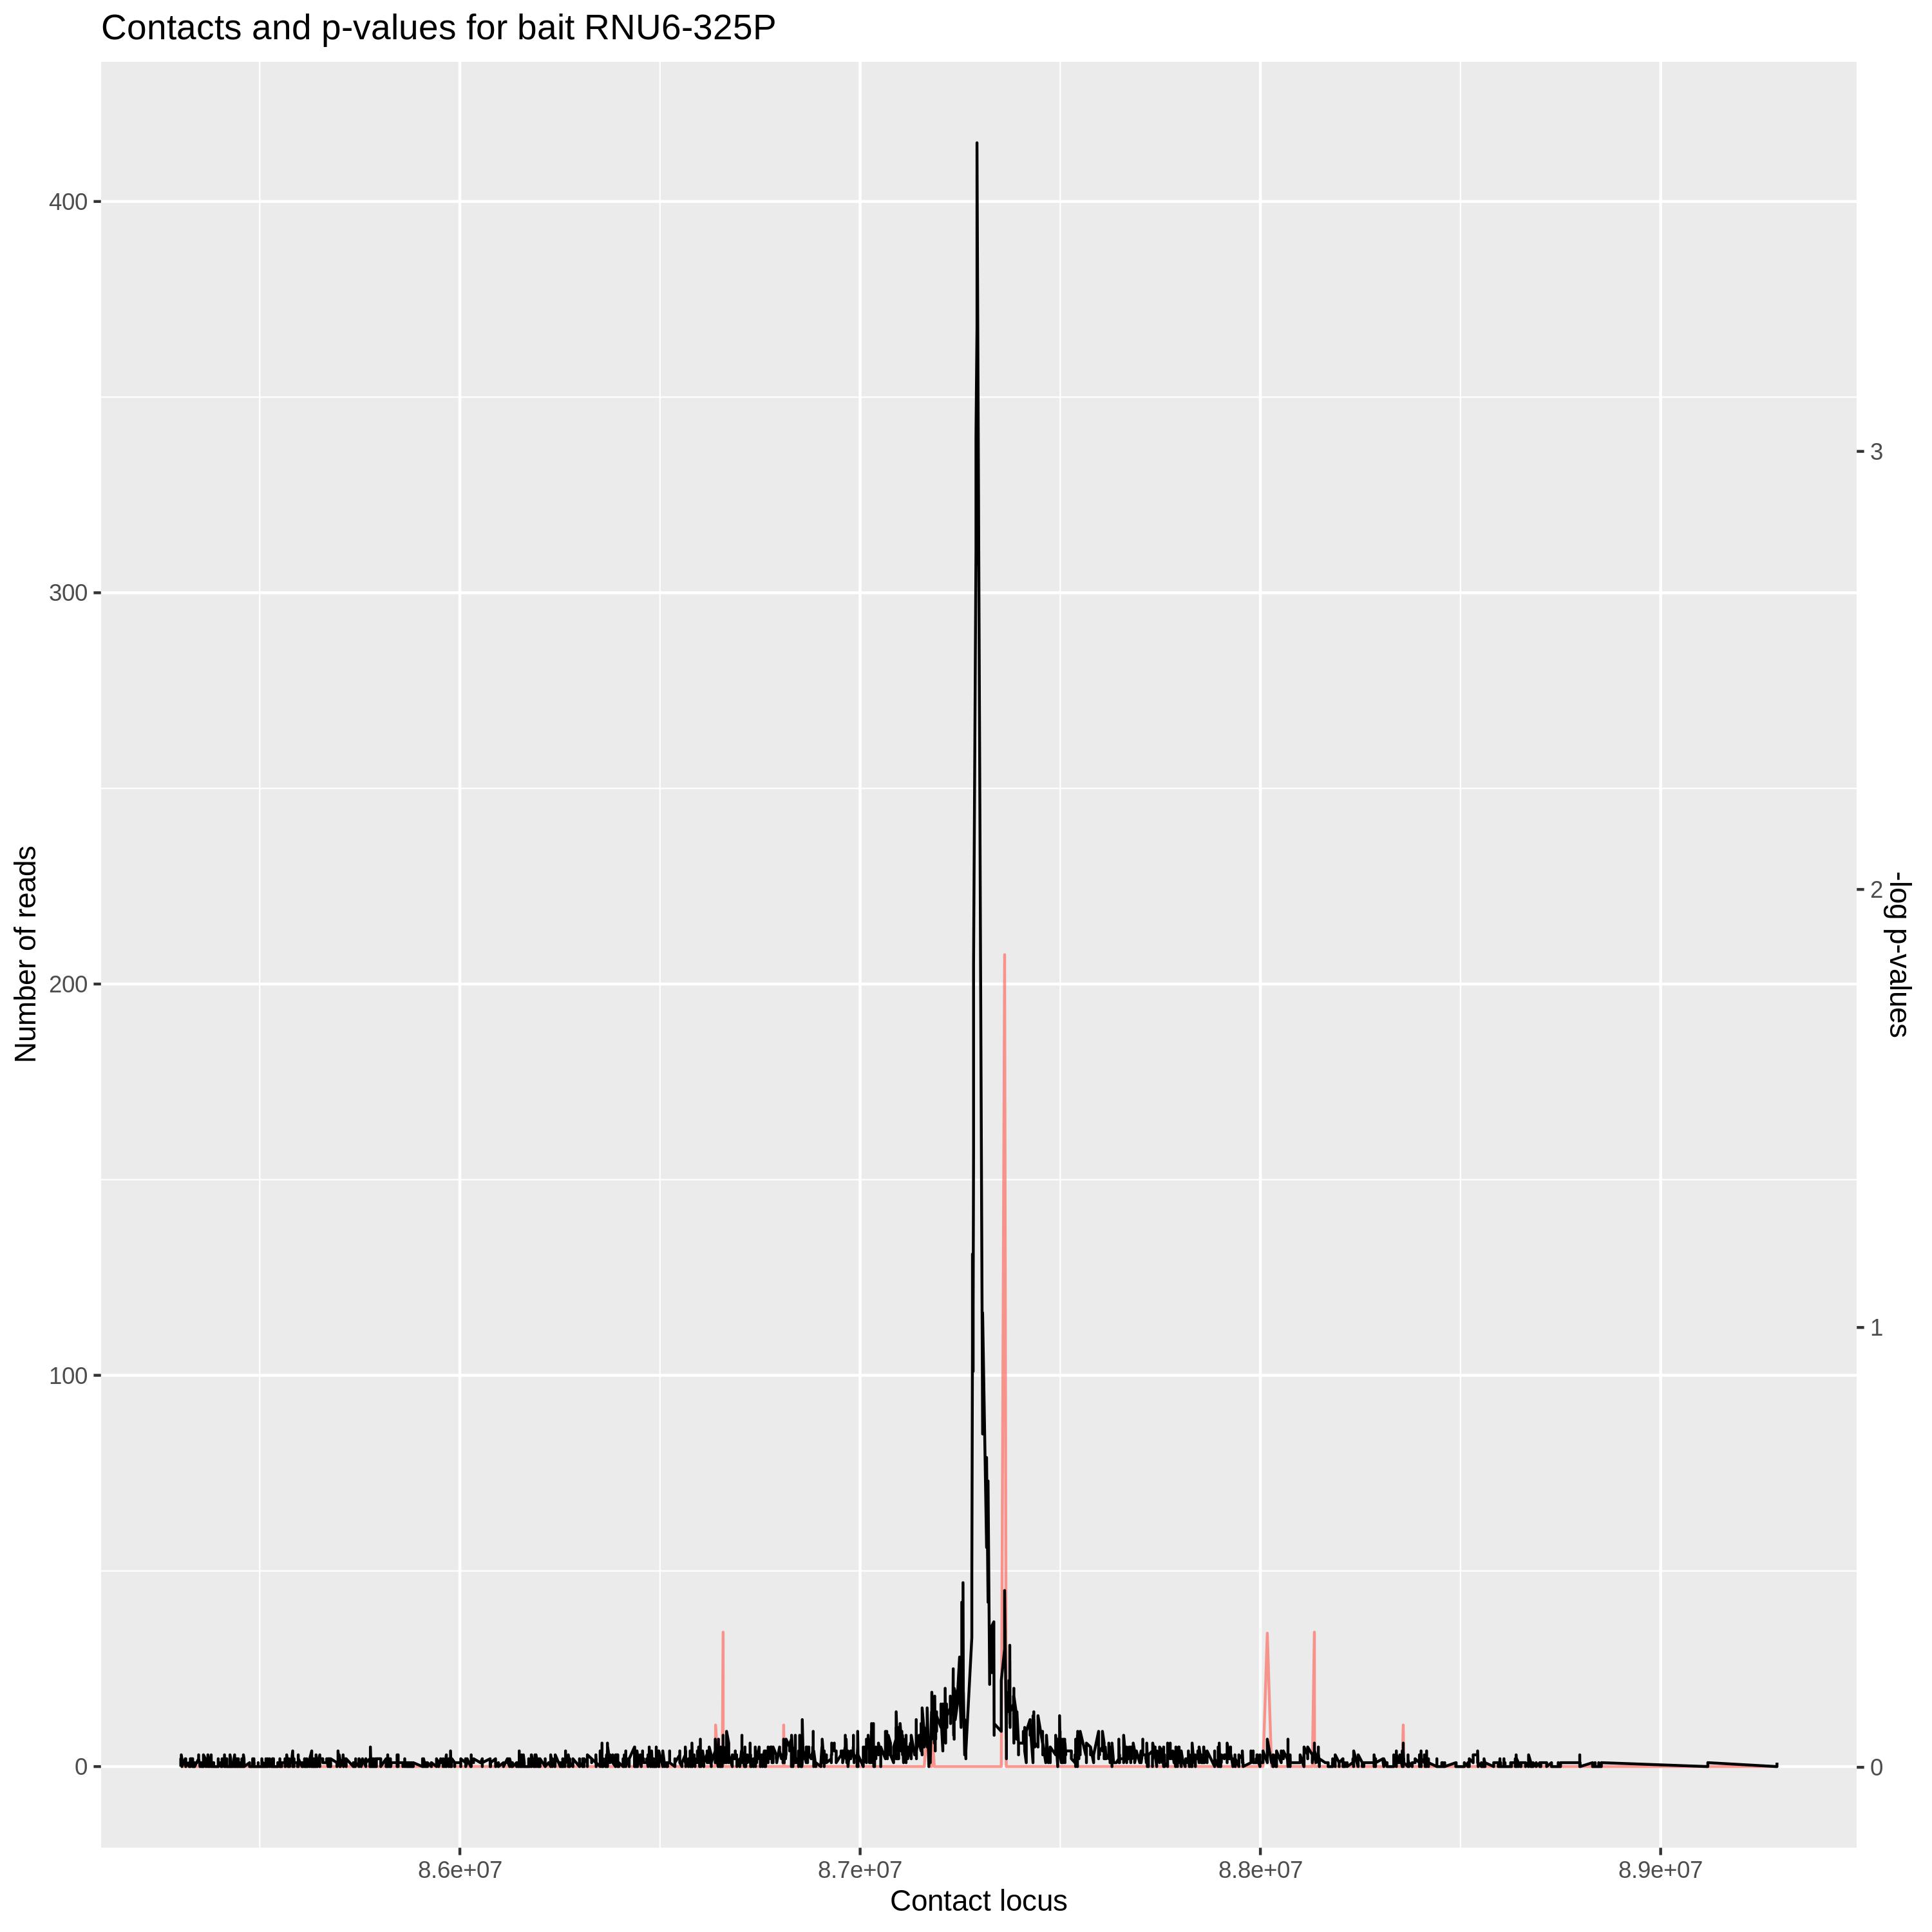 Contacts and p-values for bait RNU6-325P
400
300
200
100
0
Number of reads
3
2
1
0
-log p-values
8.6e+07
8.7e+07
8.8e+07
8.9e+07
Contact locus